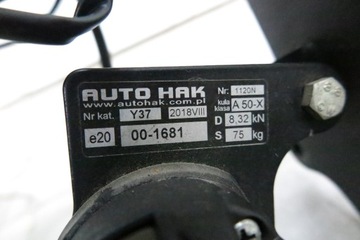 AUTO HAK
www.autohak.com.pl
Nr kat. Y37 2018VIII
e20 00-1681
Nr: 1120N
kula klasa A 50-X
D 8,32 kN
S 75 kg